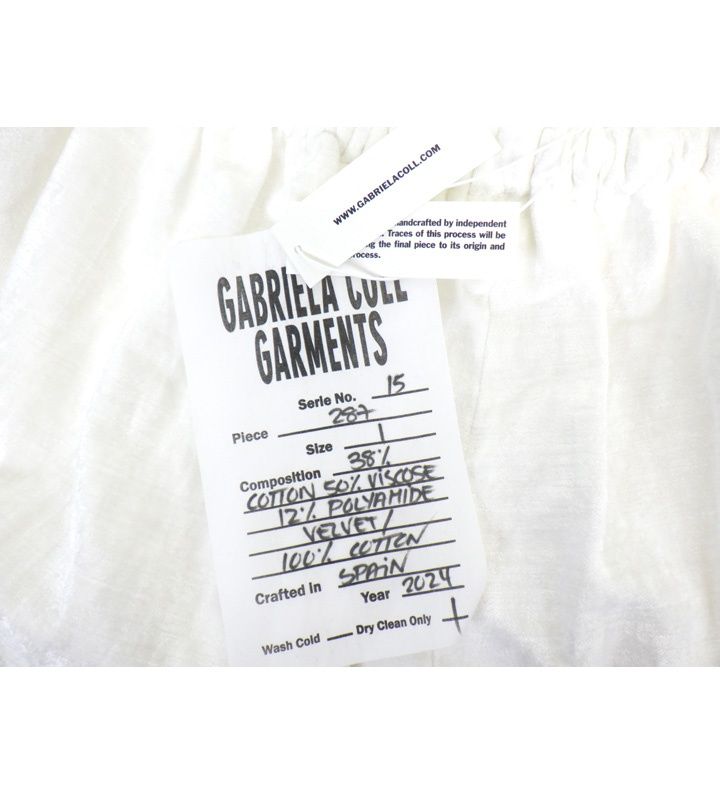 WWW.GABRIELACOLL.COM
handcrafted by independent
. Traces of this process will be
the final piece to its origin and
GABRIELA COLL
GARMENTS
Serie No. 15
Piece 287
Size 1
Composition 38%
COTTON 50% VISCOSE
12% POLYAMIDE
VELVET/
100% COTTON
Crafted in SPAIN
Year 2024
Wash Cold Dry Clean Only